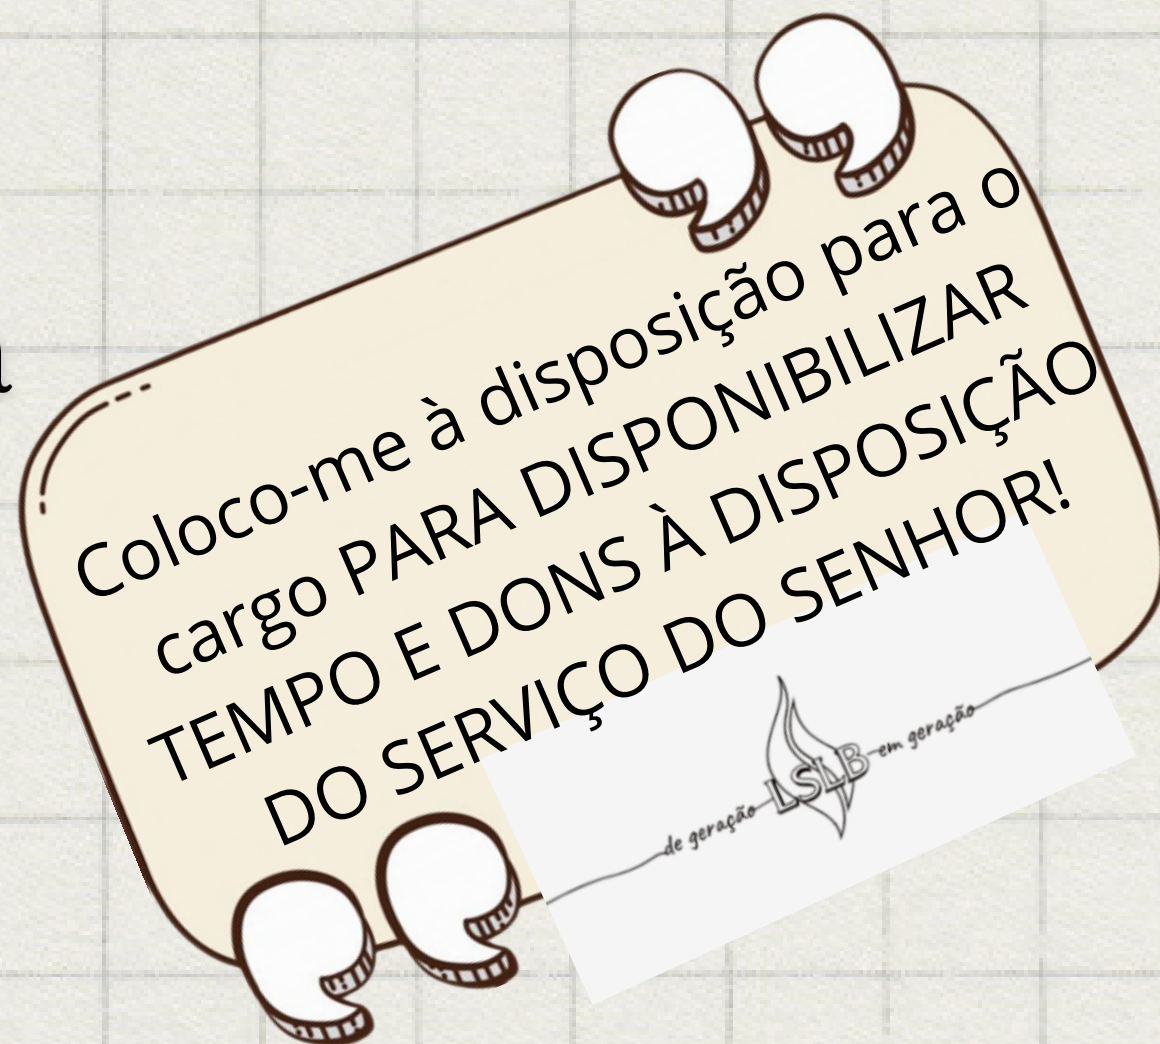 Coloco-me à disposição para o
cargo PARA DISPONIBILIZAR
TEMPO E DONS À DISPOSIÇÃO
DO SERVIÇO DO SENHOR!
de geração LSLB em geração